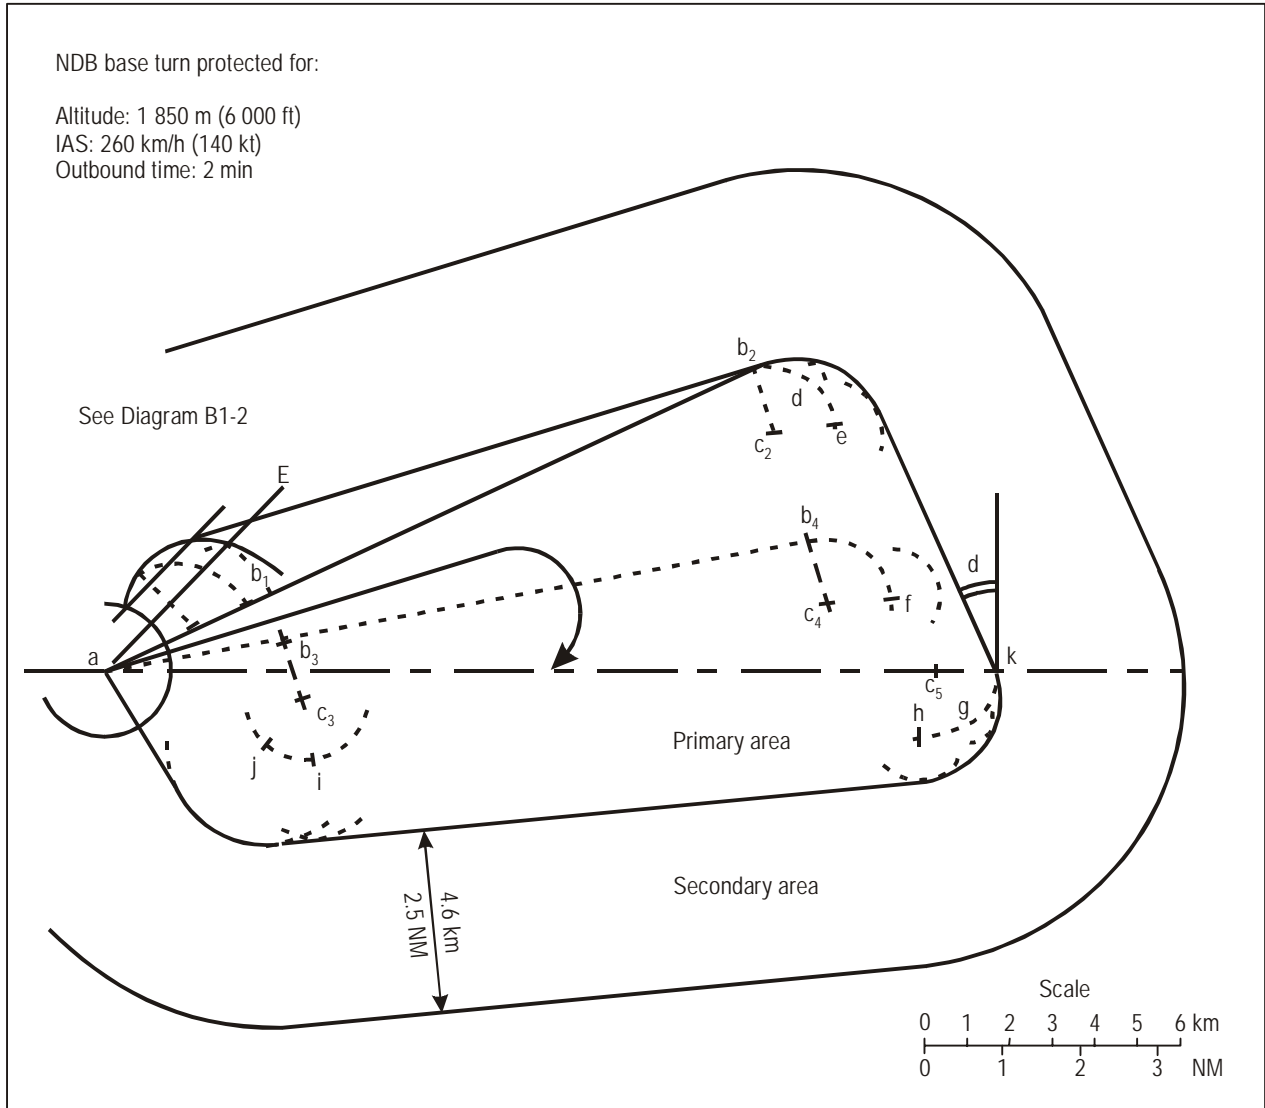 NDB base turn protected for:
Altitude: 1 850 m (6 000 ft)
IAS: 260 km/h (140 kt)
Outbound time: 2 min
b2
d
c2
e
See Diagram B1-2
E
b4
b1
d
f
c4
a
b3
k
c5
c3
h
g
Primary area
j
i
Secondary area
4.6 km
2.5 NM
Scale
0 1 2 3 4 5 6 km
0 1 2 3 NM